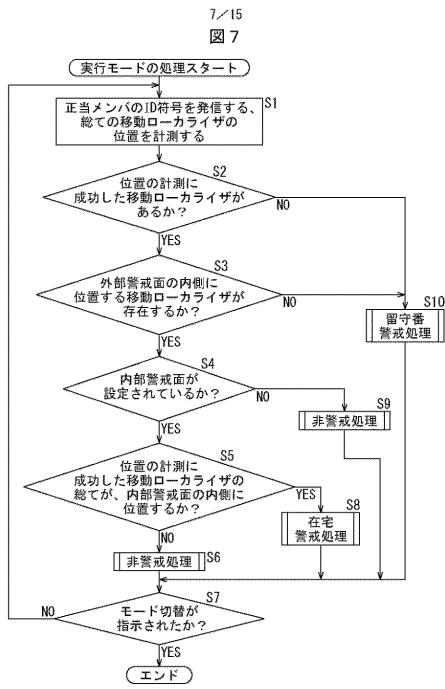 7／15
図７
実行モードの処理スタート
S1
正当メンバのID符号を発信する、
総ての移動ローカライザの
位置を計測する
S2
位置の計測に
成功した移動ローカライザが
あるか？
NO
YES
S3
外部警戒面の内側に
位置する移動ローカライザが
存在するか？
NO
YES
S10
留守番
警戒処理
S4
内部警戒面が
設定されているか？
NO
YES
S9
非警戒処理
S5
位置の計測に
成功した移動ローカライザの
総てが、内部警戒面の内側に
位置するか？
YES
NO
S8
在宅
警戒処理
非警戒処理
S6
S7
モード切替が
指示されたか？
NO
YES
エンド